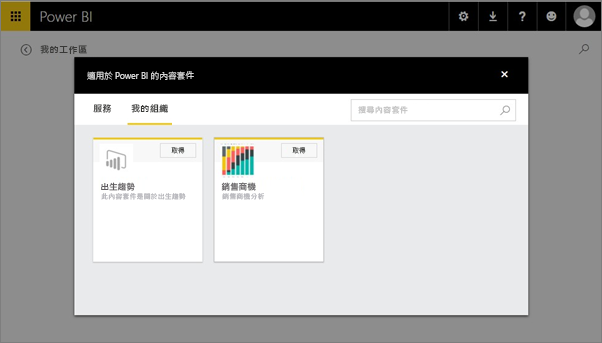 Power BI
?
我的工作區
適用於 Power BI 的內容套件
服務
我的組織
搜尋內容套件
取得
出生趨勢
此內容套件是關於出生趨勢
取得
銷售商機
銷售商機分析